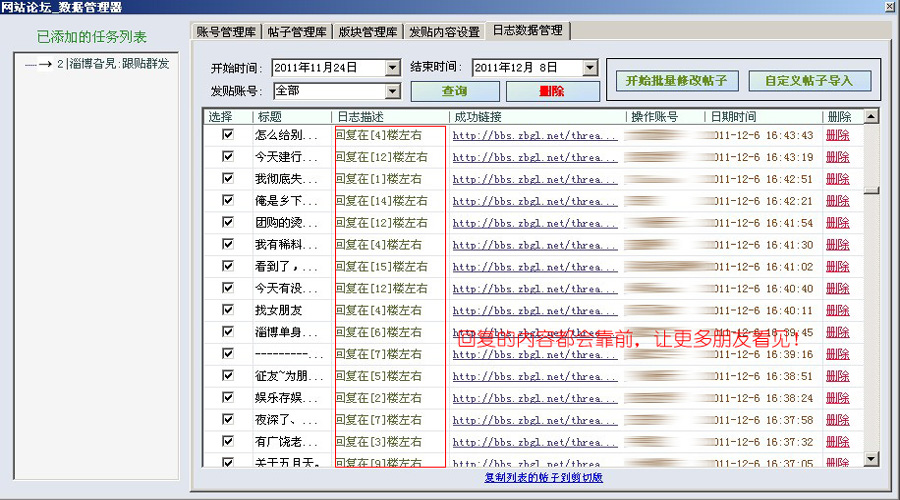 网站论坛_数据管理器
已添加的任务列表
2|淄博旮旯:跟贴群发
账号管理库 帖子管理库 版块管理库 发贴内容设置 日志数据管理
开始时间: 2011年11月24日 结束时间: 2011年12月 8日
发贴账号: 全部 查询 删除 开始批量修改帖子 自定义帖子导入
选择 标题 日志描述 成功链接 操作账号 日期时间 删除
怎么给别... 回复在[4]楼左右 http://bbs.zbgl.net/threa... 011-12-6 16:43:43 删除
今天建行... 回复在[12]楼左右 http://bbs.zbgl.net/threa... 011-12-6 16:43:19 删除
我彻底失... 回复在[1]楼左右 http://bbs.zbgl.net/threa... 011-12-6 16:42:51 删除
俺是乡下... 回复在[14]楼左右 http://bbs.zbgl.net/threa... 011-12-6 16:42:21 删除
团购的烫... 回复在[12]楼左右 http://bbs.zbgl.net/threa... 011-12-6 16:41:54 删除
我有稀料... 回复在[4]楼左右 http://bbs.zbgl.net/threa... 011-12-6 16:41:30 删除
看到了，... 回复在[15]楼左右 http://bbs.zbgl.net/threa... 011-12-6 16:41:02 删除
今天有没... 回复在[12]楼左右 http://bbs.zbgl.net/threa... 011-12-6 16:40:40 删除
找女朋友 回复在[4]楼左右 http://bbs.zbgl.net/threa... 011-12-6 16:40:11 删除
淄博单身... 回复在[6]楼左右 http://bbs.zbgl.net/threa... 011-12-6 16:39:45 删除
回复的内容都会靠前，让更多朋友看见！
---------... 回复在[7]楼左右 http://bbs.zbgl.net/threa... 011-12-6 16:39:16 删除
征友~为朋... 回复在[5]楼左右 http://bbs.zbgl.net/threa... 011-12-6 16:38:51 删除
娱乐存娱... 回复在[2]楼左右 http://bbs.zbgl.net/threa... 011-12-6 16:38:24 删除
夜深了、... 回复在[7]楼左右 http://bbs.zbgl.net/threa... 011-12-6 16:37:58 删除
有广饶老... 回复在[3]楼左右 http://bbs.zbgl.net/threa... 011-12-6 16:37:32 删除
关于五月天。 回复在[9]楼左右 http://bbs.zbgl.net/threa... 011-12-6 16:37:05 删除
复制列表的帖子到剪切版